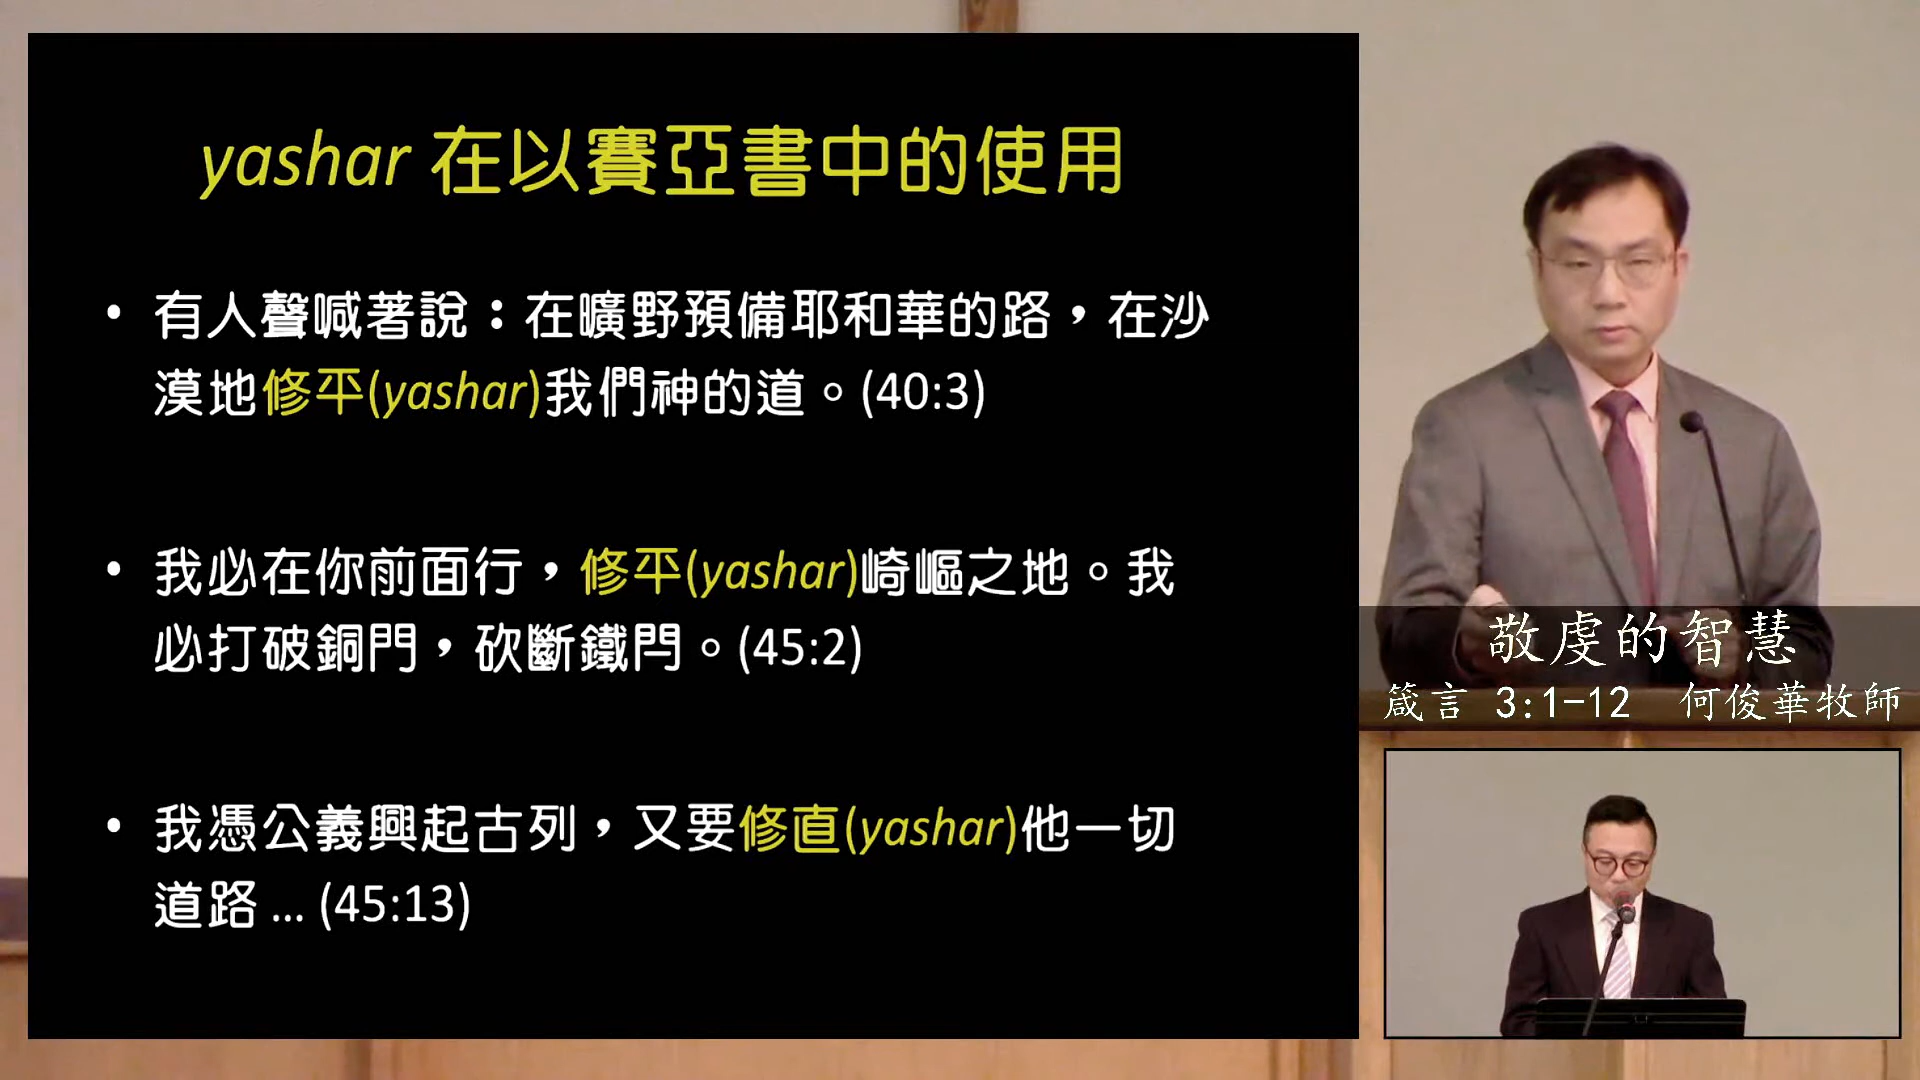 yashar 在以賽亞書中的使用
• 有人聲喊著說：在曠野預備耶和華的路，在沙
漠地修平(yashar)我們神的道。(40:3)
• 我必在你前面行，修平(yashar)崎嶇之地。我
必打破銅門，砍斷鐵閂。(45:2)
• 我憑公義興起古列，又要修直(yashar)他一切
道路 ... (45:13)
敬虔的智慧
箴言 3:1-12 何俊華牧師